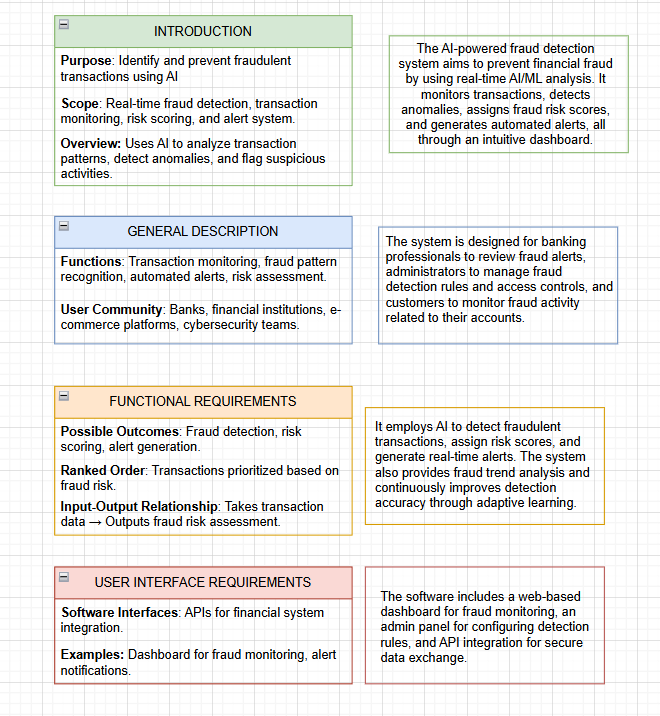 INTRODUCTION
Purpose: Identify and prevent fraudulent
transactions using AI
Scope: Real-time fraud detection, transaction
monitoring, risk scoring, and alert system.
Overview: Uses AI to analyze transaction
patterns, detect anomalies, and flag suspicious
activities.
The AI-powered fraud detection
system aims to prevent financial fraud
by using real-time AI/ML analysis. It
monitors transactions, detects
anomalies, assigns fraud risk scores,
and generates automated alerts, all
through an intuitive dashboard.
GENERAL DESCRIPTION
Functions: Transaction monitoring, fraud pattern
recognition, automated alerts, risk assessment.
User Community: Banks, financial institutions, e-
commerce platforms, cybersecurity teams.
The system is designed for banking
professionals to review fraud alerts,
administrators to manage fraud
detection rules and access controls, and
customers to monitor fraud activity
related to their accounts.
FUNCTIONAL REQUIREMENTS
Possible Outcomes: Fraud detection, risk
scoring, alert generation.
Ranked Order: Transactions prioritized based on
fraud risk.
Input-Output Relationship: Takes transaction
data → Outputs fraud risk assessment.
It employs AI to detect fraudulent
transactions, assign risk scores, and
generate real-time alerts. The system
also provides fraud trend analysis and
continuously improves detection
accuracy through adaptive learning.
USER INTERFACE REQUIREMENTS
Software Interfaces: APIs for financial system
integration.
Examples: Dashboard for fraud monitoring, alert
notifications.
The software includes a web-based
dashboard for fraud monitoring, an
admin panel for configuring detection
rules, and API integration for secure
data exchange.